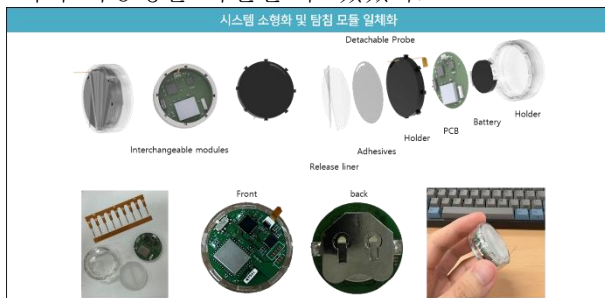 시스템 소형화 및 탐침 모듈 일체화
Detachable Probe
Interchangeable modules
Release liner
Adhesives
Holder
PCB
Battery
Holder
Front
back